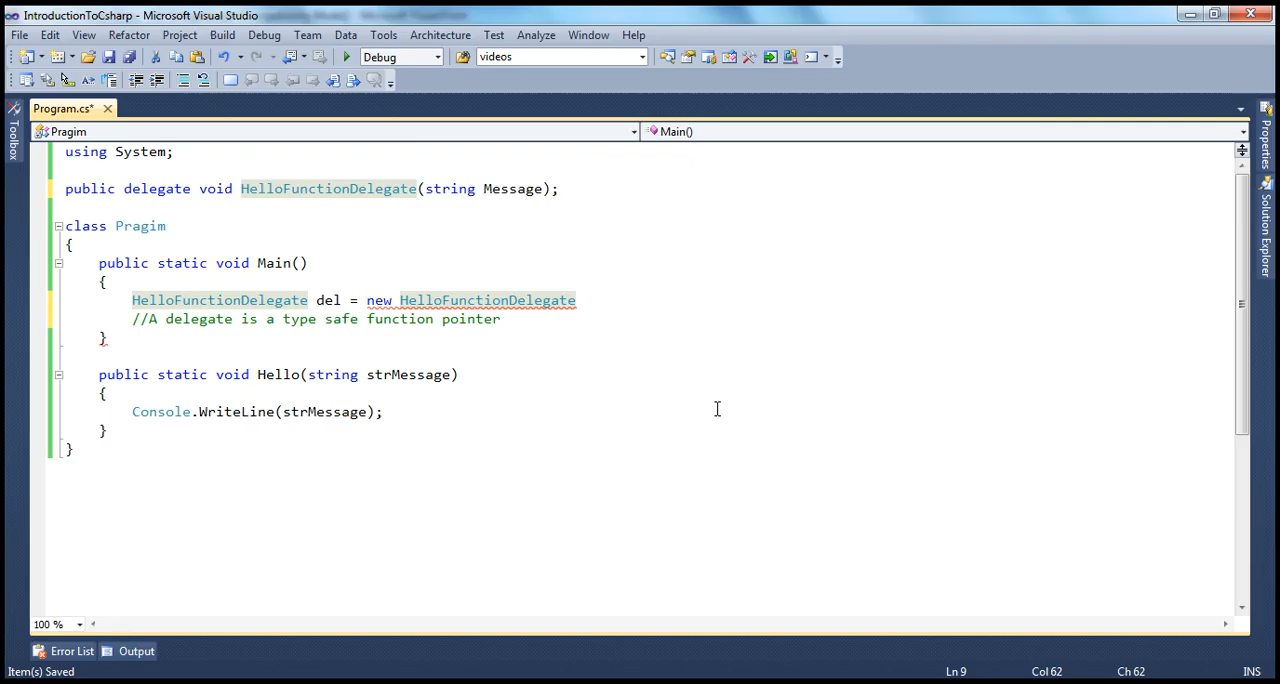 IntroductionToCsharp - Microsoft Visual Studio
File Edit View Refactor Project Build Debug Team Data Tools Architecture Test Analyze Window Help
Debug videos
Program.cs*
Pragim Main()
Toolbox
Properties
Solution Explorer
using System;
public delegate void HelloFunctionDelegate(string Message);
class Pragim
{
public static void Main()
{
HelloFunctionDelegate del = new HelloFunctionDelegate
//A delegate is a type safe function pointer
}
public static void Hello(string strMessage)
{
Console.WriteLine(strMessage);
}
}
100 %
Error List Output
Item(s) Saved Ln 9 Col 62 Ch 62 INS